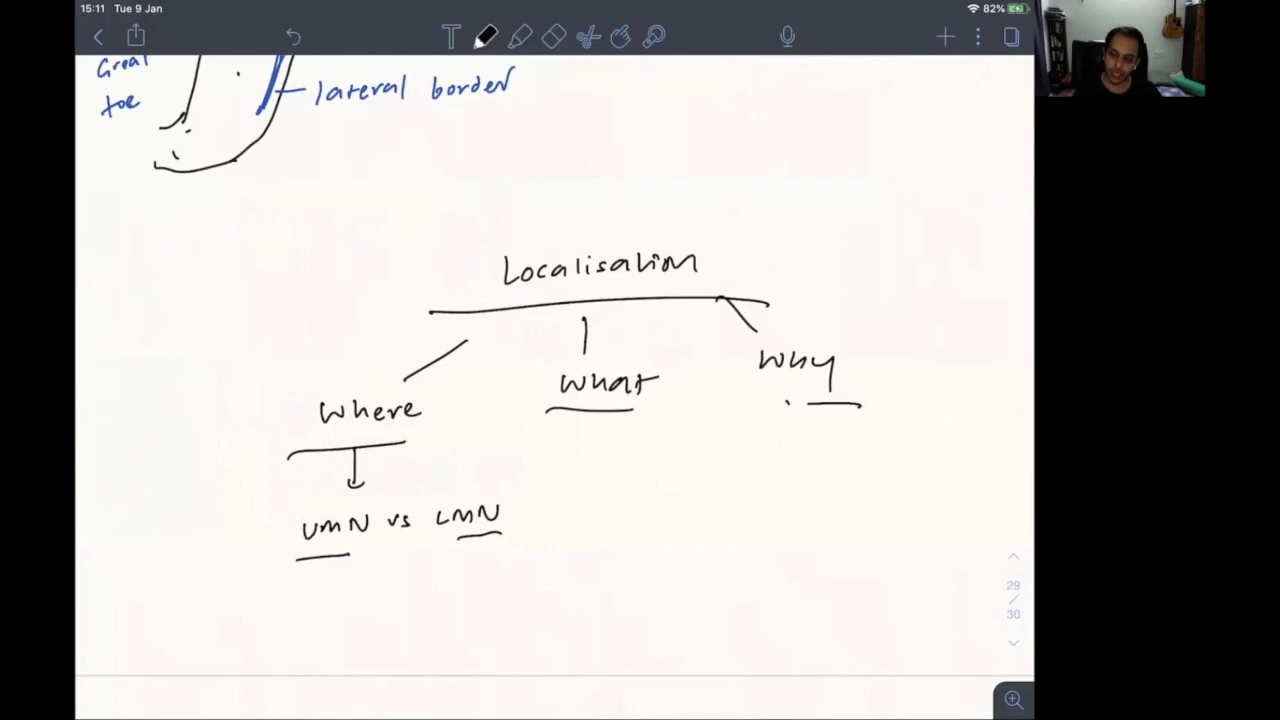 15:11 Tue 9 Jan
82%
Great
toe
lateral border
Localisation
Where
What
Why
UMN vs LMN
29
/
30